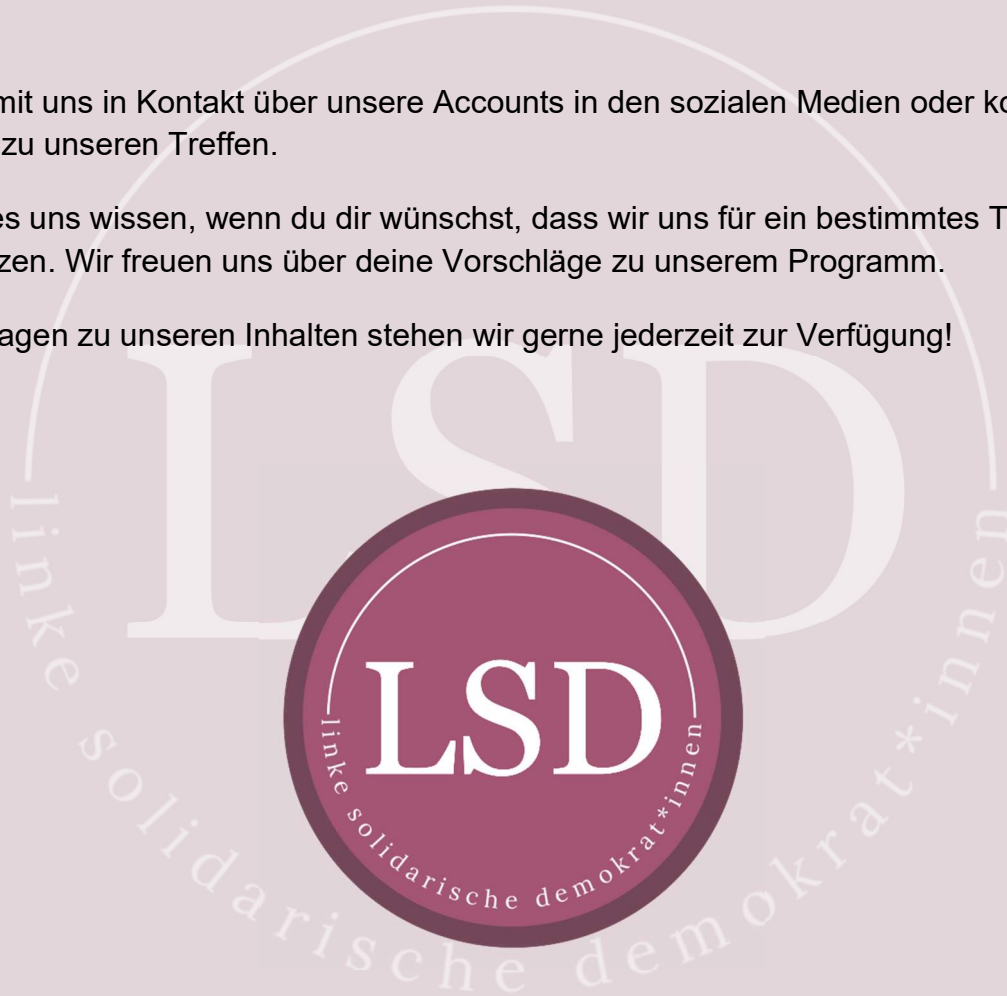 mit uns in Kontakt über unsere Accounts in den sozialen Medien oder
zu unseren Treffen.
es uns wissen, wenn du dir wünschst, dass wir uns für ein bestimmtes
zen. Wir freuen uns über deine Vorschläge zu unserem Programm.
agen zu unseren Inhalten stehen wir gerne jederzeit zur Verfügung!
LSD
linke solidarische demokrat*innen
LSD
linke solidarische demokrat*innen